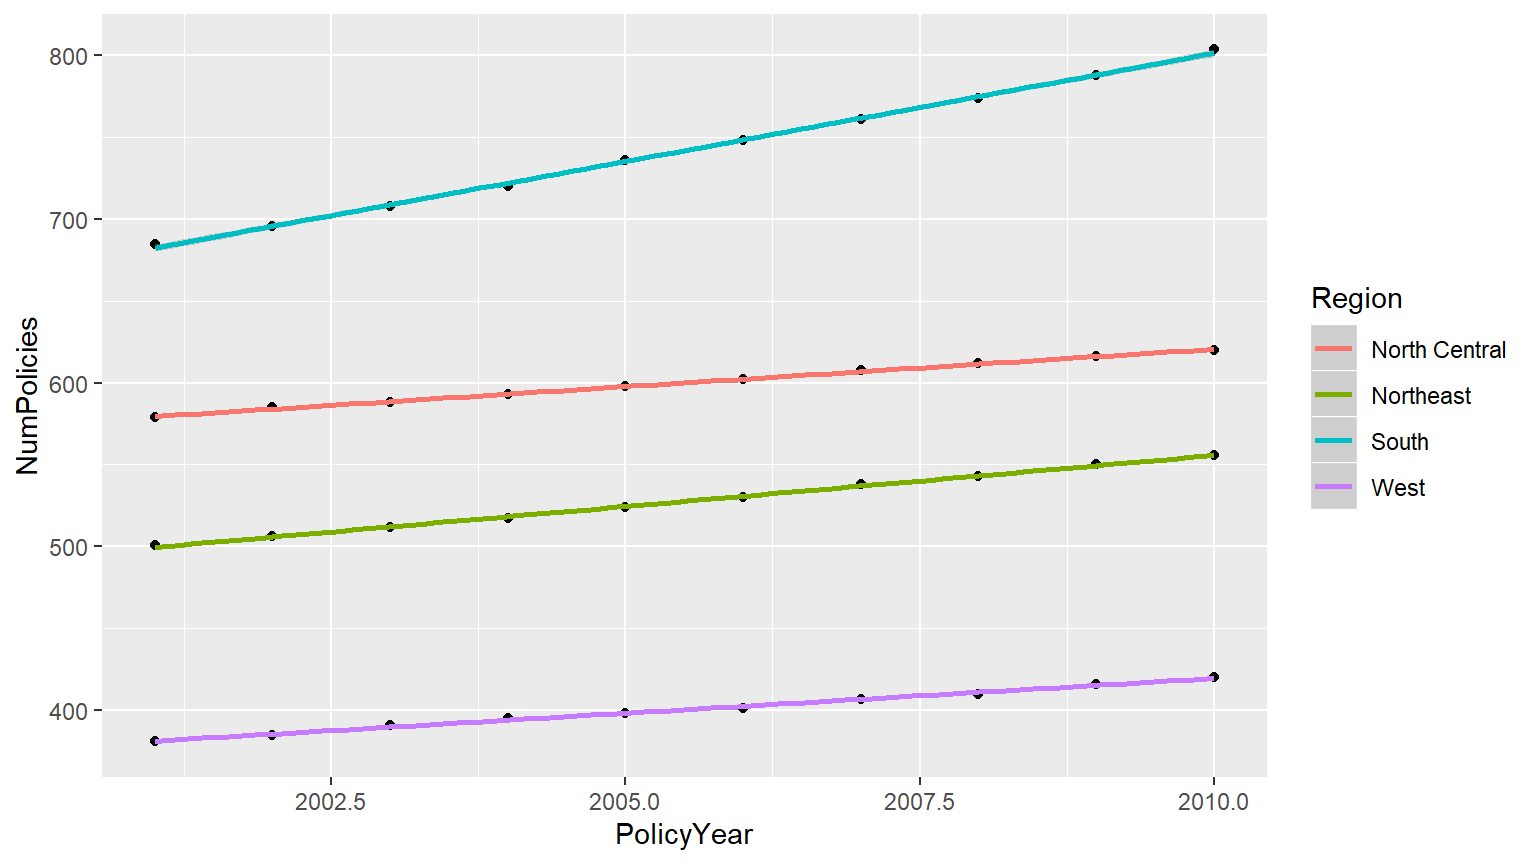 800
700
600
500
400
NumPolicies
2002.5
2005.0
2007.5
2010.0
PolicyYear
Region
North Central
Northeast
South
West